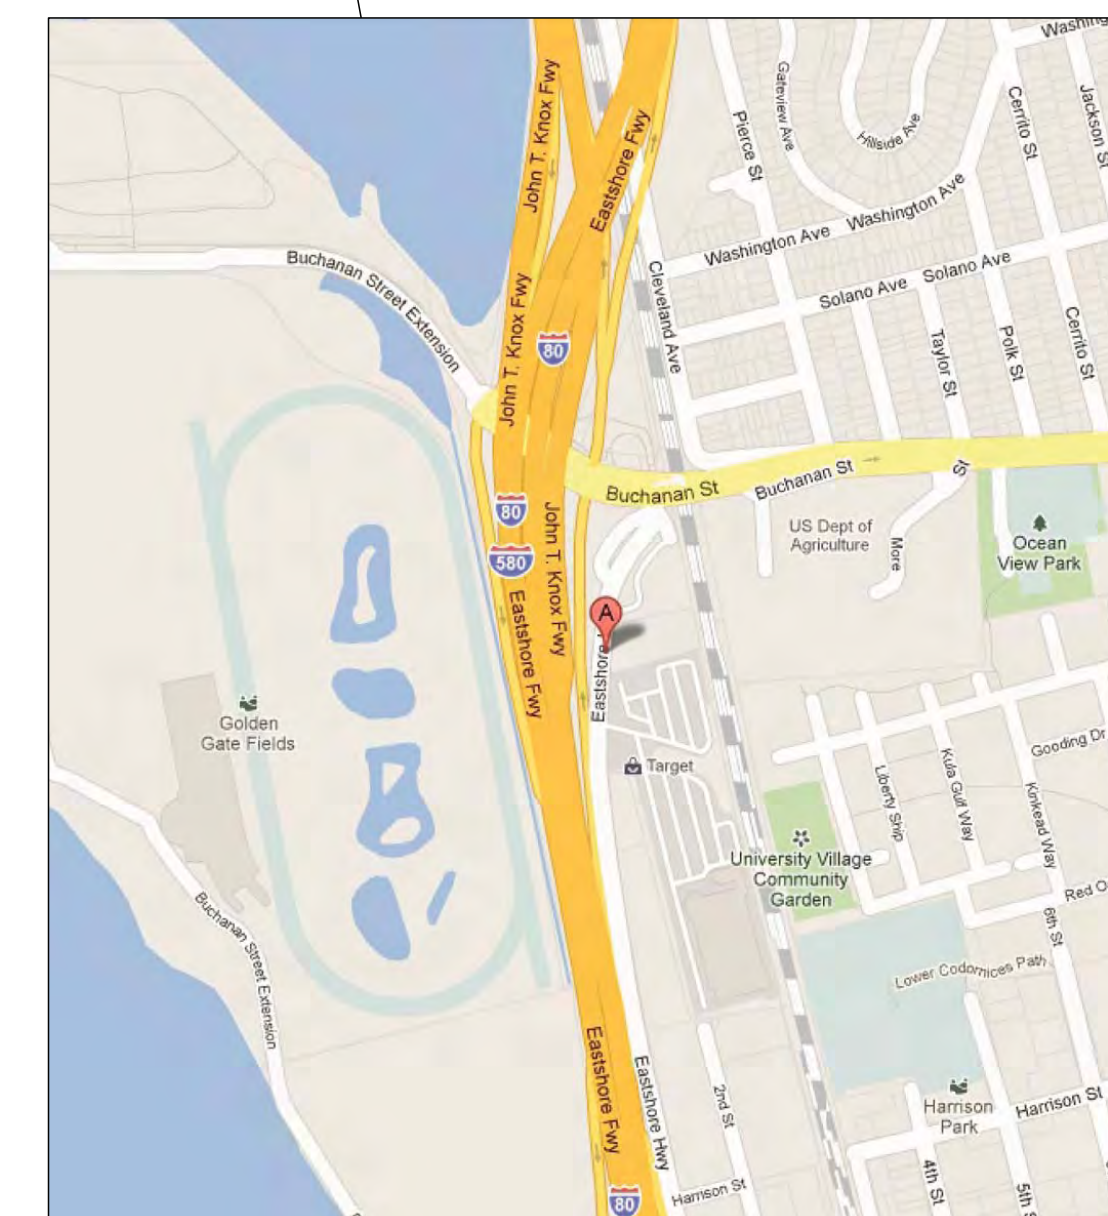 Washing
John T. Knox Fwy
Eastshore Fwy
Pierce St
Gateview Ave
Hillside Ave
Cerrito St
Jackson S
Washington Ave
Washington Ave
Buchanan Street Extension
John T. Knox Fwy
Cleveland Ave
Solano Ave
Solano Ave
80
Taylor St
Polk St
Cerrito St
Buchanan St
Buchanan St
St
80
580
John T. Knox Fwy
US Dept of
Agriculture
More
Ocean
View Park
A
Eastshore Fwy
Eastshore
Golden
Gate Fields
Target
Gooding Dr
Liberty Ship
Kula Gulf Way
Kinkead Way
University Village
Community
Garden
Red O
6th St
Buchanan Street Extension
Lower Codornices Path
Eastshore Fwy
Eastshore Hwy
2nd St
Harrison
Park
Harrison St
Harrison St
4th St
5th S
80